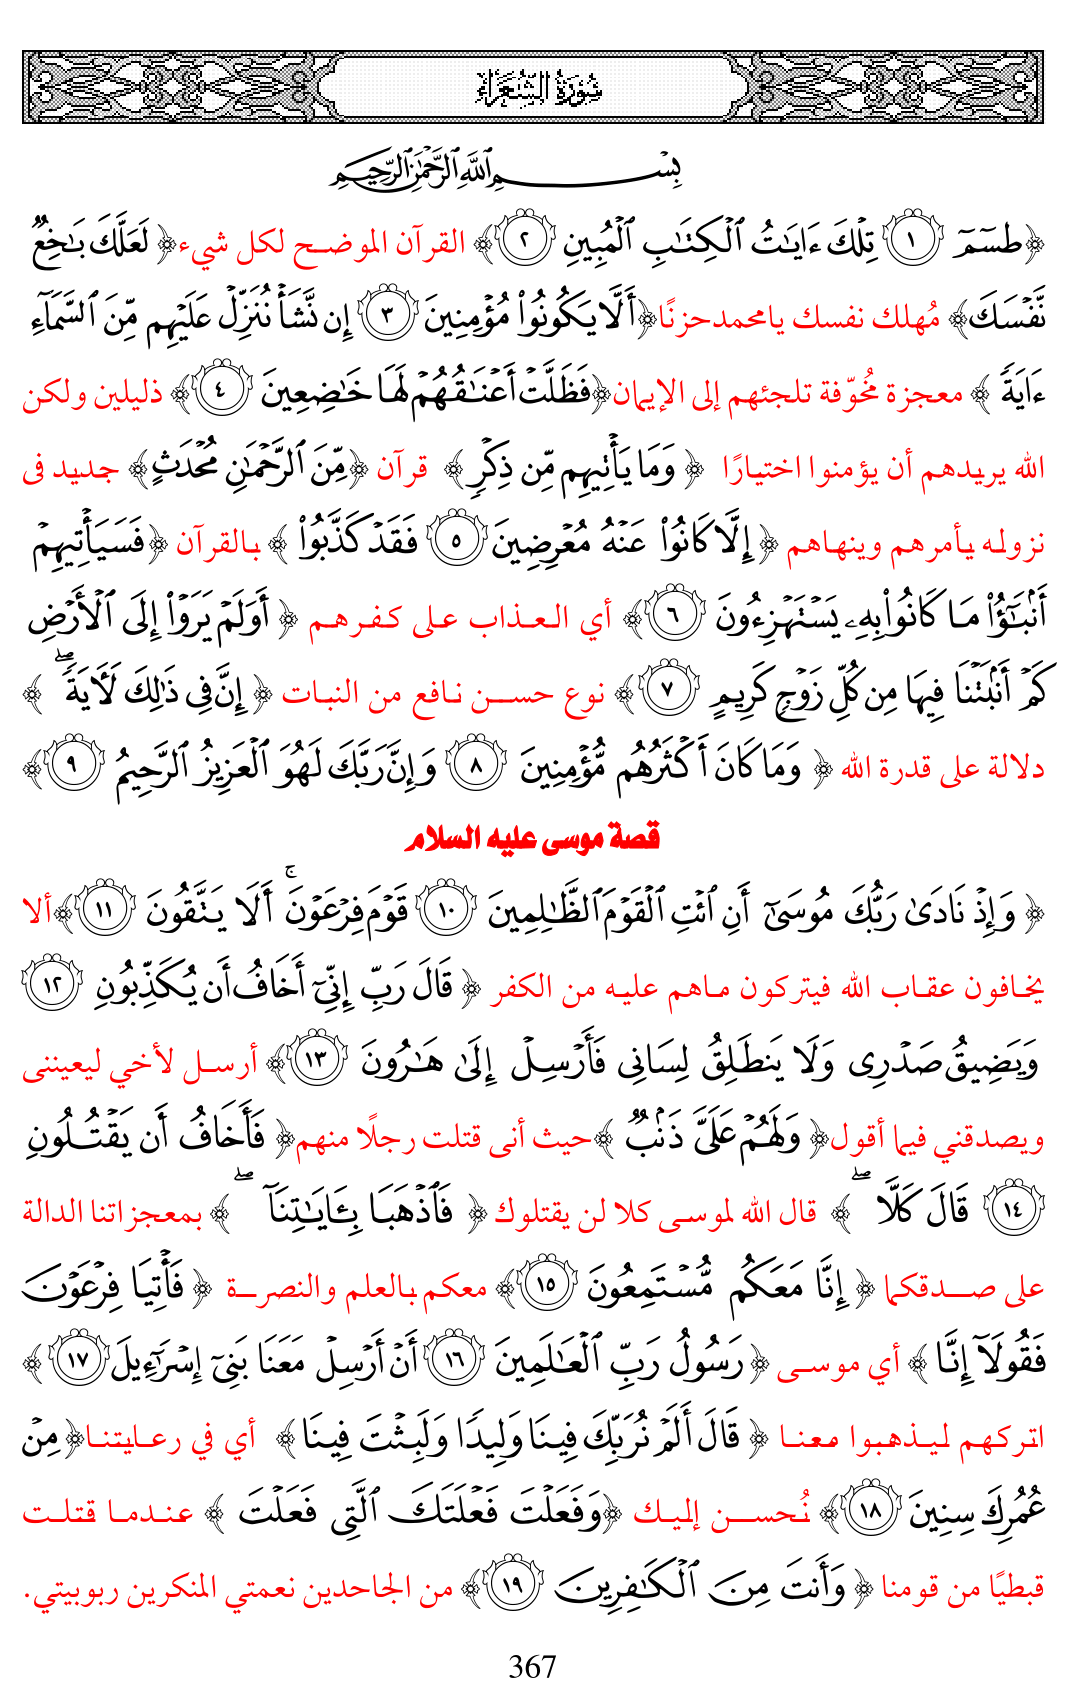 سُورَةُ الشُّعَرَاءِ
بِسْمِ اللَّهِ الرَّحْمَٰنِ الرَّحِيمِ
﴿طسٓمٓ ١ تِلْكَ ءَايَٰتُ ٱلْكِتَٰبِ ٱلْمُبِينِ ٢﴾ القرآن الموضح لكل شيء﴿ لَعَلَّكَ بَٰخِعٌ
نَّفْسَكَ﴾ مُهلك نفسك يامحمدحزنًا﴿أَلَّا يَكُونُوا۟ مُؤْمِنِينَ ٣ إِن نَّشَأْ نُنَزِّلْ عَلَيْهِم مِّنَ ٱلسَّمَآءِ
ءَايَةً ﴾ معجزة مُخوّفة تلجئهم إلى الإيمان﴿فَظَلَّتْ أَعْنَٰقُهُمْ لَهَا خَٰضِعِينَ ٤﴾ ذليلين ولكن
الله يريدهم أن يؤمنوا اختيارًا ﴿ وَمَا يَأْتِيهِم مِّن ذِكْرٍ ﴾ قرآن ﴿مِّنَ ٱلرَّحْمَٰنِ مُحْدَثٍ﴾ جديد فى
نزوله يأمرهم وينهاهم ﴿ إِلَّا كَانُوا۟ عَنْهُ مُعْرِضِينَ ٥ فَقَدْ كَذَّبُوا۟ ﴾ بالقرآن ﴿فَسَيَأْتِيهِمْ
أَنۢبَٰٓؤُا۟ مَا كَانُوا۟ بِهِۦ يَسْتَهْزِءُونَ ٦﴾ أي العذاب على كفرهم ﴿ أَوَلَمْ يَرَوْا۟ إِلَى ٱلْأَرْضِ
كَمْ أَنۢبَتْنَا فِيهَا مِن كُلِّ زَوْجٍ كَرِيمٍ ٧﴾ نوع حسن نافع من النبات ﴿ إِنَّ فِى ذَٰلِكَ لَءَايَةً ۖ ﴾
دلالة على قدرة الله ﴿ وَمَا كَانَ أَكْثَرُهُم مُّؤْمِنِينَ ٨ وَإِنَّ رَبَّكَ لَهُوَ ٱلْعَزِيزُ ٱلرَّحِيمُ ٩﴾
قصة موسى عليه السلام
﴿ وَإِذْ نَادَىٰ رَبُّكَ مُوسَىٰٓ أَنِ ٱئْتِ ٱلْقَوْمَ ٱلظَّٰلِمِينَ ١٠ قَوْمَ فِرْعَوْنَ ۚ أَلَا يَتَّقُونَ ١١﴾ألا
يخافون عقاب الله فيتركون ماهم عليه من الكفر ﴿ قَالَ رَبِّ إِنِّىٓ أَخَافُ أَن يُكَذِّبُونِ ١٢
وَيَضِيقُ صَدْرِى وَلَا يَنطَلِقُ لِسَانِى فَأَرْسِلْ إِلَىٰ هَٰرُونَ ١٣﴾ أرسل لأخي ليعيننى
ويصدقني فيما أقول﴿ وَلَهُمْ عَلَىَّ ذَنۢبٌ ﴾حيث أنى قتلت رجلًا منهم﴿ فَأَخَافُ أَن يَقْتُلُونِ
١٤ قَالَ كَلَّا ۖ ﴾ قال الله لموسى كلا لن يقتلوك ﴿ فَٱذْهَبَا بِـَٔايَٰتِنَآ ۖ ﴾ بمعجزاتنا الدالة
على صدقكما ﴿ إِنَّا مَعَكُم مُّسْتَمِعُونَ ١٥﴾ معكم بالعلم والنصرة ﴿ فَأْتِيَا فِرْعَوْنَ
فَقُولَآ إِنَّا ﴾ أي موسى ﴿ رَسُولُ رَبِّ ٱلْعَٰلَمِينَ ١٦ أَنْ أَرْسِلْ مَعَنَا بَنِىٓ إِسْرَٰٓءِيلَ ١٧ ﴾
اتركهم ليذهبوا معنا ﴿ قَالَ أَلَمْ نُرَبِّكَ فِينَا وَلِيدًا وَلَبِثْتَ فِينَا ﴾ أي في رعايتنا﴿ مِنْ
عُمُرِكَ سِنِينَ ١٨﴾ نُحسن إليك ﴿وَفَعَلْتَ فَعْلَتَكَ ٱلَّتِى فَعَلْتَ ﴾ عندما قتلت
قبطيًا من قومنا ﴿ وَأَنتَ مِنَ ٱلْكَٰفِرِينَ ١٩﴾ من الجاحدين نعمتي المنكرين ربوبيتي.
367